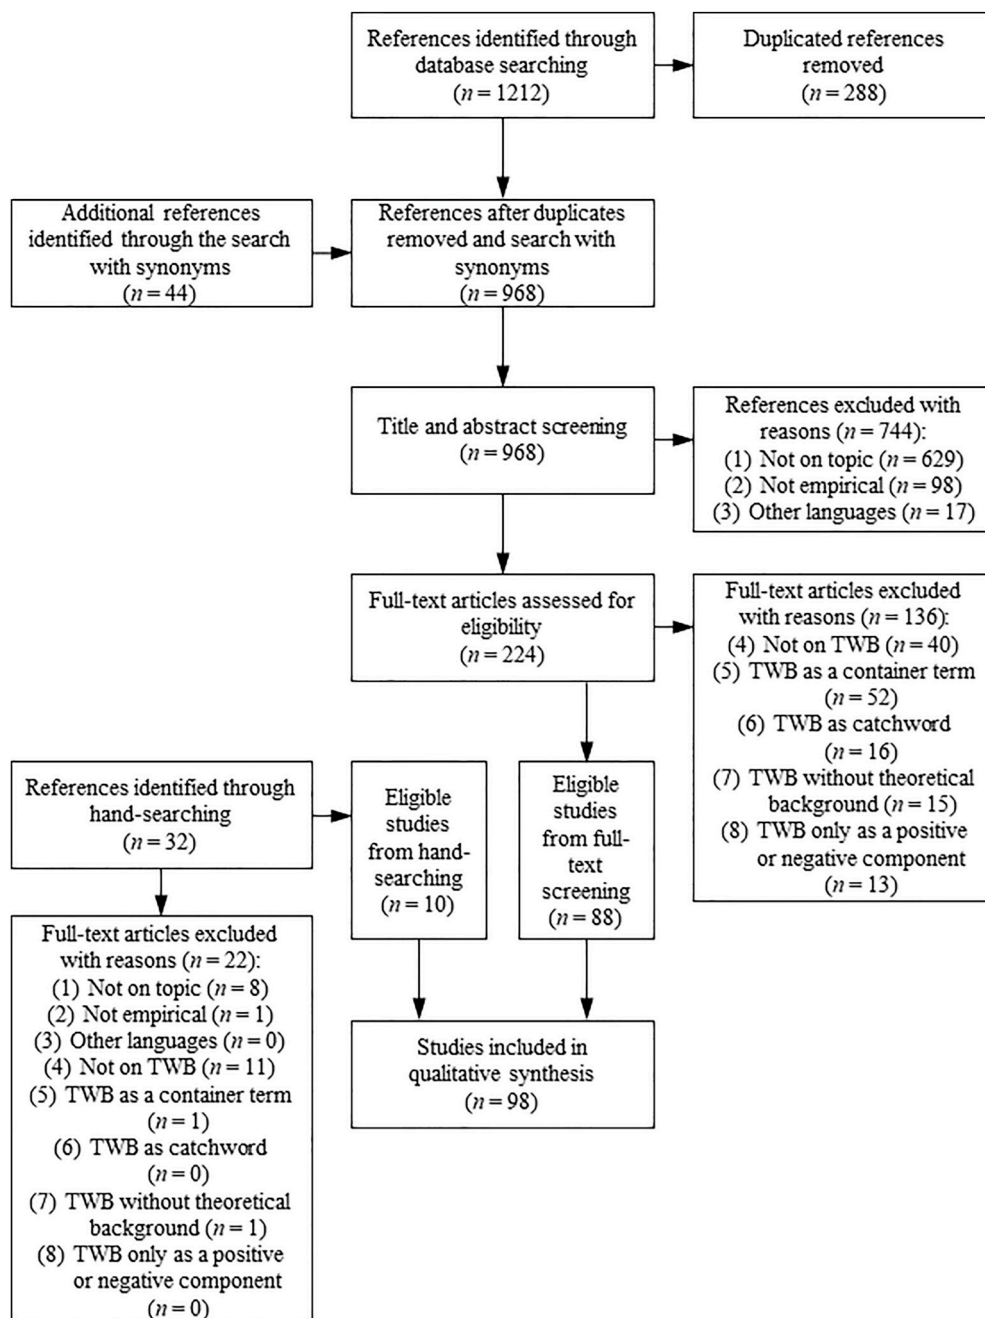 References identified through
database searching
(n = 1212)
Duplicated references
removed
(n = 288)
Additional references
identified through the search
with synonyms
(n = 44)
References after duplicates
removed and search with
synonyms
(n = 968)
Title and abstract screening
(n = 968)
References excluded with
reasons (n = 744):
(1) Not on topic (n = 629)
(2) Not empirical (n = 98)
(3) Other languages (n = 17)
Full-text articles assessed for
eligibility
(n = 224)
Full-text articles excluded
with reasons (n = 136):
(4) Not on TWB (n = 40)
(5) TWB as a container term
(n = 52)
(6) TWB as catchword
(n = 16)
(7) TWB without theoretical
background (n = 15)
(8) TWB only as a positive
or negative component
(n = 13)
References identified through
hand-searching
(n = 32)
Eligible
studies
from hand-
searching
(n = 10)
Eligible
studies
from full-
text
screening
(n = 88)
Full-text articles excluded
with reasons (n = 22):
(1) Not on topic (n = 8)
(2) Not empirical (n = 1)
(3) Other languages (n = 0)
(4) Not on TWB (n = 11)
(5) TWB as a container term
(n = 1)
(6) TWB as catchword
(n = 0)
(7) TWB without theoretical
background (n = 1)
(8) TWB only as a positive
or negative component
(n = 0)
Studies included in
qualitative synthesis
(n = 98)